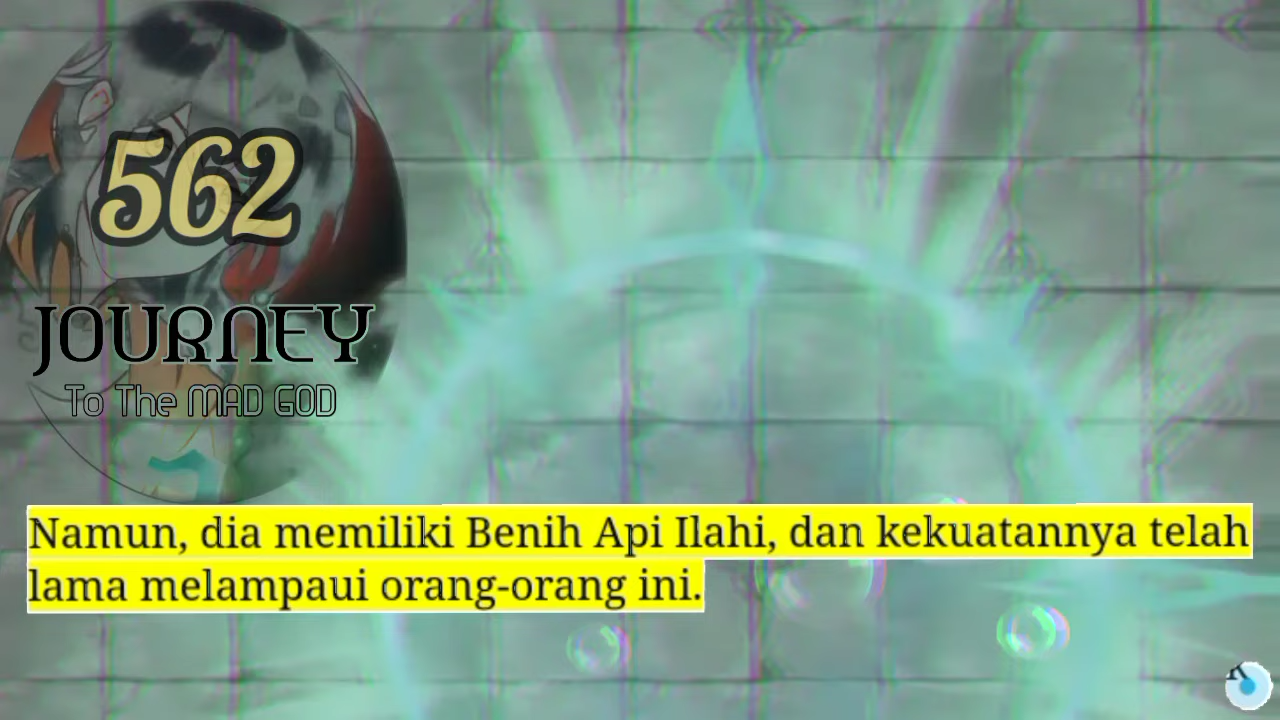 562
JOURNEY
To The MAD GOD
Namun, dia memiliki Benih Api Ilahi, dan kekuatannya telah
lama melampaui orang-orang ini.